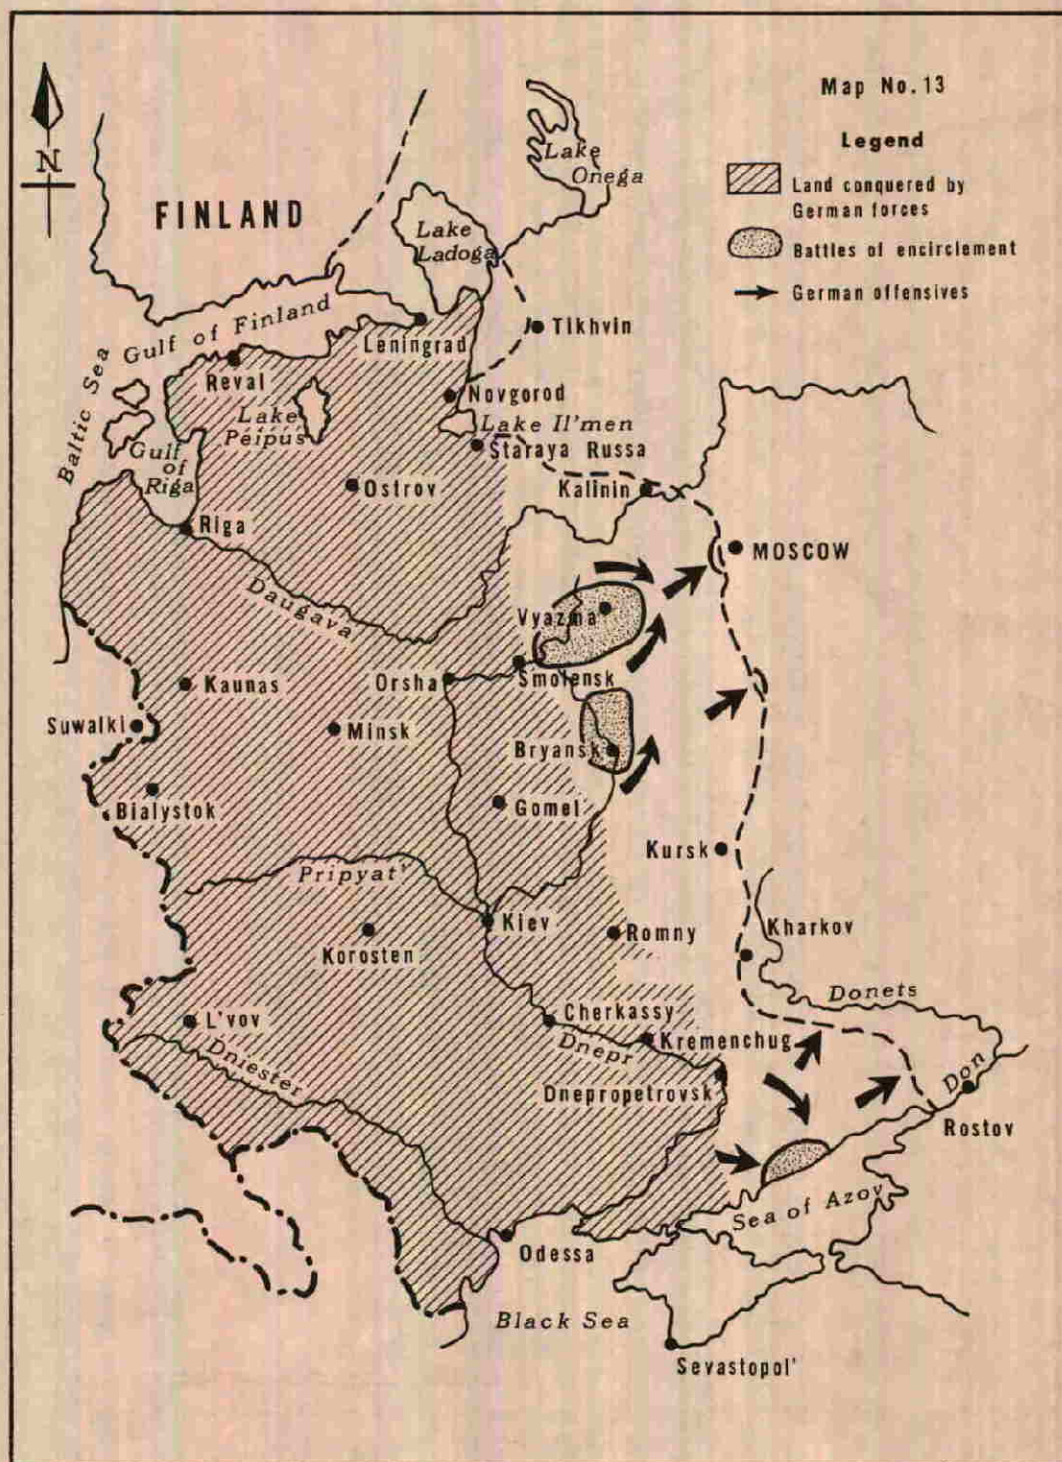 Map No. 13
Legend
Land conquered by
German forces
Battles of encirclement
German offensives
N
FINLAND
Lake
Onega
Lake
Ladoga
Gulf of Finland
Leningrad
Tikhvin
Baltic Sea
Reval
Novgorod
Lake
Peipus
Lake Il'men
Gulf
of
Riga
Staraya Russa
Ostrov
Kalinin
Riga
MOSCOW
Daugava
Vyazma
Kaunas
Orsha
Smolensk
Suwalki
Minsk
Bryansk
Bialystok
Gomel
Kursk
Pripyat'
Kiev
Kharkov
Romny
Korosten
Donets
L'vov
Cherkassy
Dnepr
Kremenchug
Dniester
Dnepropetrovsk
Don
Rostov
Sea of Azov
Odessa
Black Sea
Sevastopol'